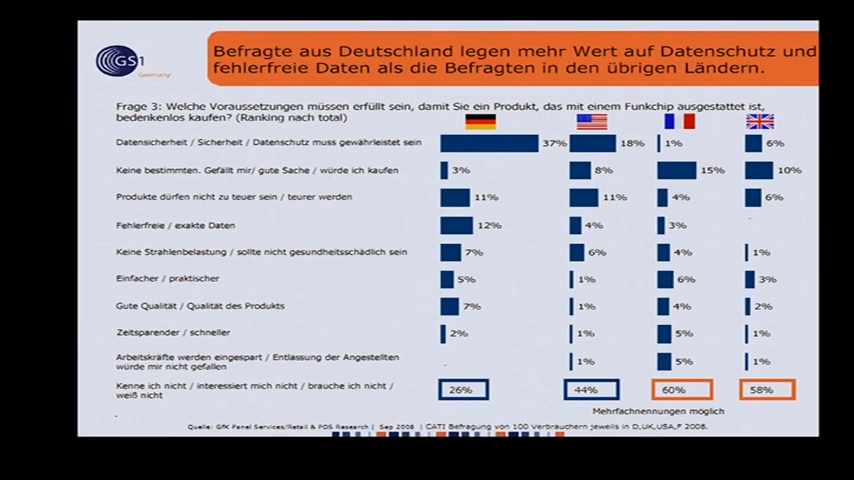 GS1
Germany
Befragte aus Deutschland legen mehr Wert auf Datenschutz und
fehlerfreie Daten als die Befragten in den übrigen Ländern.
Frage 3: Welche Voraussetzungen müssen erfüllt sein, damit Sie ein Produkt, das mit einem Funkchip ausgestattet ist,
bedenkenlos kaufen? (Ranking nach total)
Datensicherheit / Sicherheit / Datenschutz muss gewährleistet sein 37% 18% 1% 6%
Keine bestimmten. Gefällt mir/ gute Sache / würde ich kaufen 3% 8% 15% 10%
Produkte dürfen nicht zu teuer sein / teurer werden 11% 11% 4% 6%
Fehlerfreie / exakte Daten 12% 4% 3% -
Keine Strahlenbelastung / sollte nicht gesundheitsschädlich sein 7% 6% 4% 1%
Einfacher / praktischer 5% 1% 6% 3%
Gute Qualität / Qualität des Produkts 7% 1% 4% 2%
Zeitsparender / schneller 2% 1% 5% 1%
Arbeitskräfte werden eingespart / Entlassung der Angestellten
würde mir nicht gefallen - 1% 5% 1%
Kenne ich nicht / interessiert mich nicht / brauche ich nicht /
weiß nicht 26% 44% 60% 58%
Mehrfachnennungen möglich
Quelle: GfK Panel Services/Retail & POS Research | Sep 2008 | CATI Befragung von 100 Verbrauchern jeweils in D,UK,USA,F 2008.